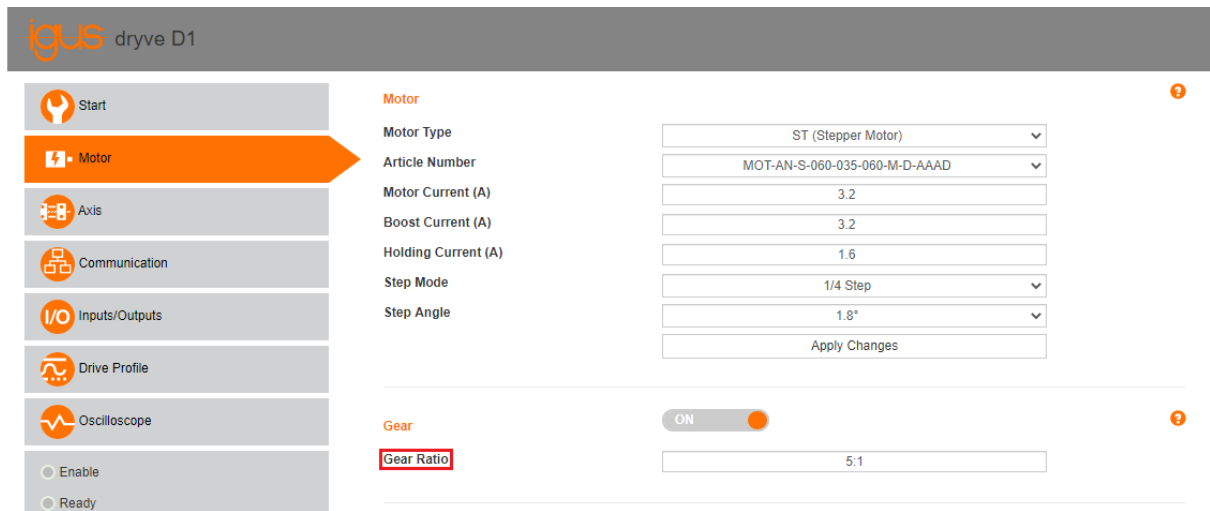 igus dryve D1
Start
Motor
Axis
Communication
I/O Inputs/Outputs
Drive Profile
Oscilloscope
Enable
Ready
Motor ?
Motor Type ST (Stepper Motor)
Article Number MOT-AN-S-060-035-060-M-D-AAAD
Motor Current (A) 3.2
Boost Current (A) 3.2
Holding Current (A) 1.6
Step Mode 1/4 Step
Step Angle 1.8°
Apply Changes
Gear ON ?
Gear Ratio 5:1